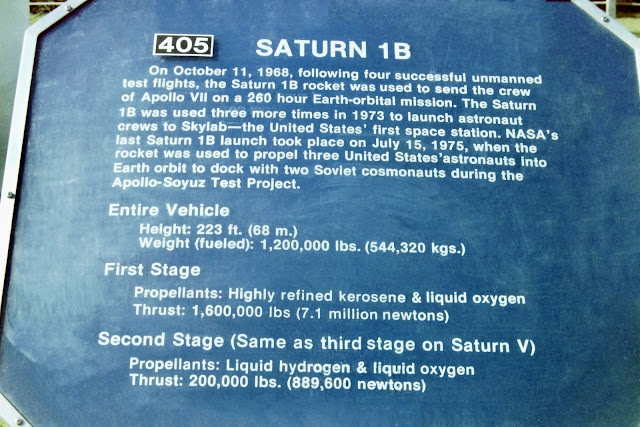 405 SATURN 1B
On October 11, 1968, following four successful unmanned
test flights, the Saturn 1B rocket was used to send the crew
of Apollo VII on a 260 hour Earth-orbital mission. The Saturn
1B was used three more times in 1973 to launch astronaut
crews to Skylab—the United States' first space station. NASA's
last Saturn 1B launch took place on July 15, 1975, when the
rocket was used to propel three United States'astronauts into
Earth orbit to dock with two Soviet cosmonauts during the
Apollo-Soyuz Test Project.
Entire Vehicle
Height: 223 ft. (68 m.)
Weight (fueled): 1,200,000 lbs. (544,320 kgs.)
First Stage
Propellants: Highly refined kerosene & liquid oxygen
Thrust: 1,600,000 lbs (7.1 million newtons)
Second Stage (Same as third stage on Saturn V)
Propellants: Liquid hydrogen & liquid oxygen
Thrust: 200,000 lbs. (889,600 newtons)